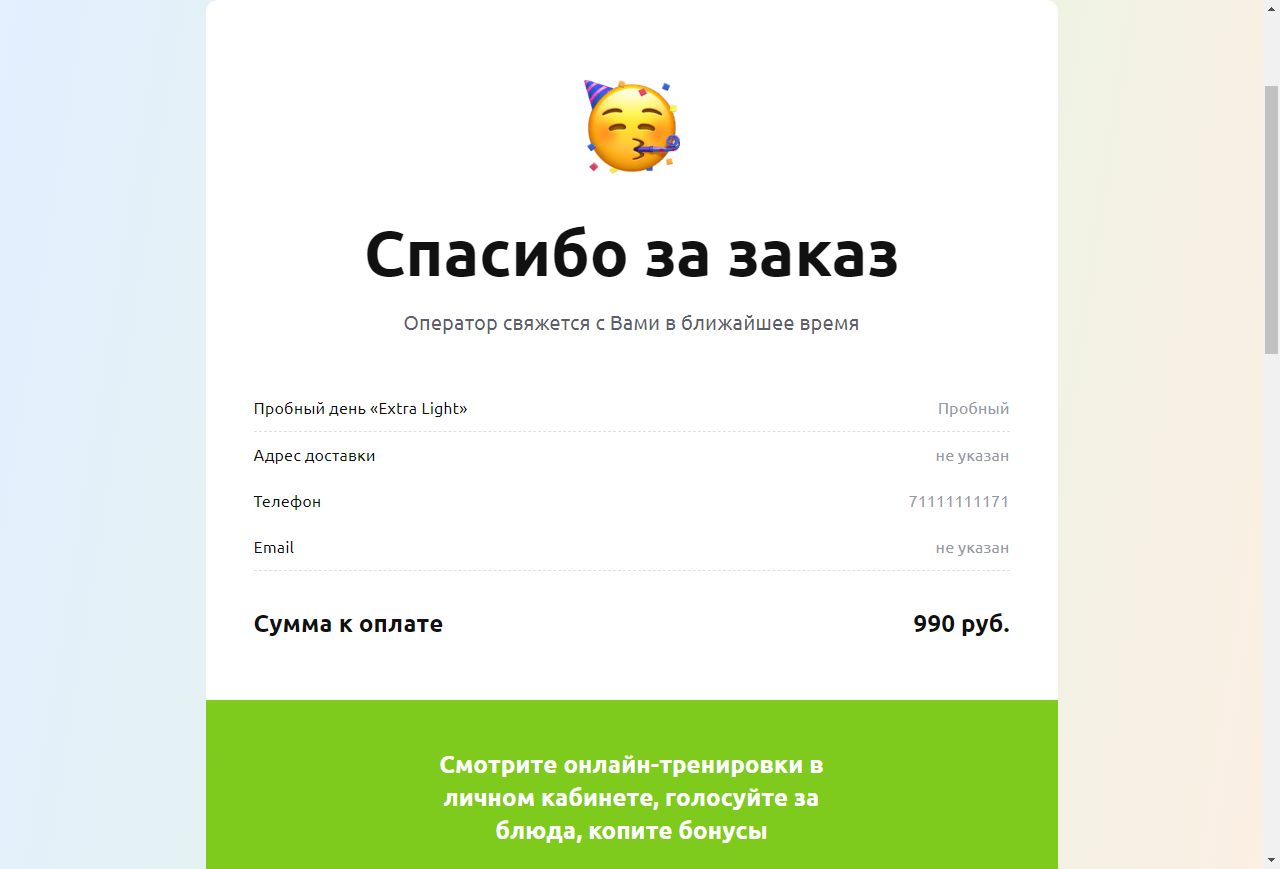 Спасибо за заказ
Оператор свяжется с Вами в ближайшее время
Пробный день «Extra Light» Пробный
Адрес доставки не указан
Телефон 71111111171
Email не указан
Сумма к оплате 990 руб.
Смотрите онлайн-тренировки в
личном кабинете, голосуйте за
блюда, копите бонусы